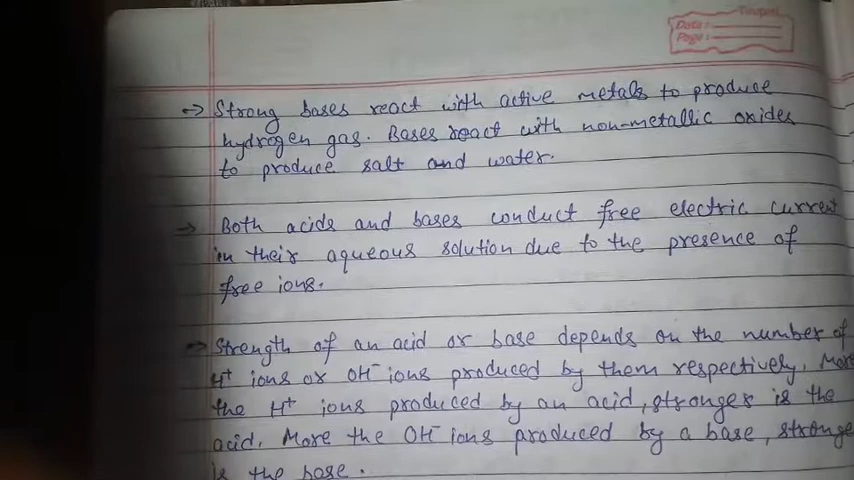 Tirupati
Date :
Page :
→ Strong bases react with active metals to produce
hydrogen gas. Bases react with non-metallic oxides
to produce salt and water.
→ Both acids and bases conduct free electric current
in their aqueous solution due to the presence of
free ions.
→ Strength of an acid or base depends on the number of
H⁺ ions or OH⁻ ions produced by them respectively. More
the H⁺ ions produced by an acid, stronger is the
acid. More the OH⁻ ions produced by a base, stronge
is the base.